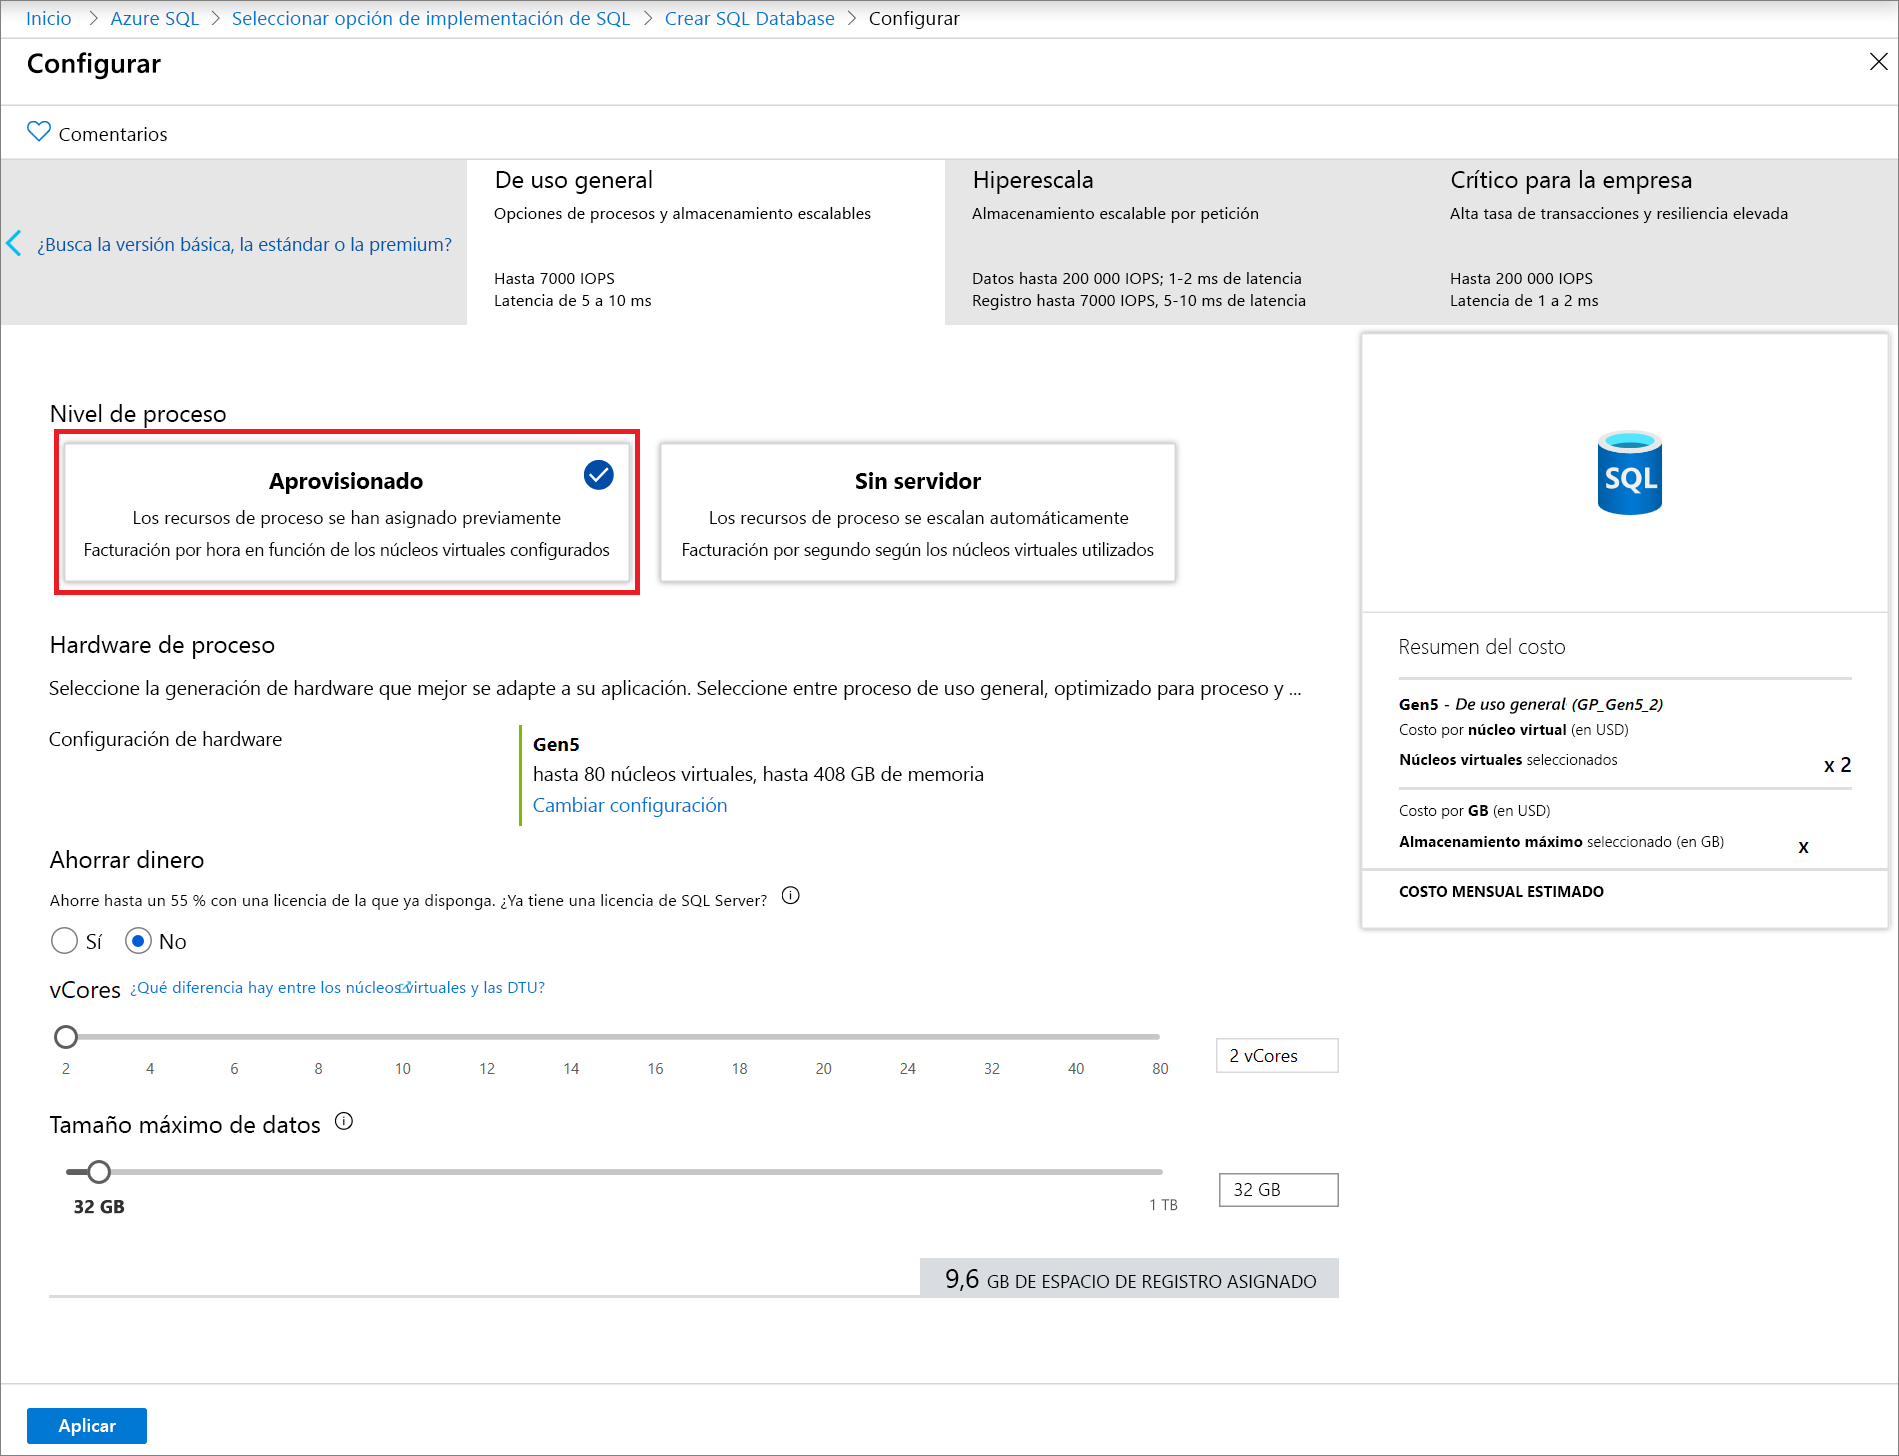 Inicio > Azure SQL > Seleccionar opción de implementación de SQL > Crear SQL Database > Configurar
Configurar
Comentarios
¿Busca la versión básica, la estándar o la premium?
De uso general
Opciones de procesos y almacenamiento escalables
Hasta 7000 IOPS
Latencia de 5 a 10 ms
Hiperescala
Almacenamiento escalable por petición
Datos hasta 200 000 IOPS; 1-2 ms de latencia
Registro hasta 7000 IOPS, 5-10 ms de latencia
Crítico para la empresa
Alta tasa de transacciones y resiliencia elevada
Hasta 200 000 IOPS
Latencia de 1 a 2 ms
Nivel de proceso
Aprovisionado
Los recursos de proceso se han asignado previamente
Facturación por hora en función de los núcleos virtuales configurados
Sin servidor
Los recursos de proceso se escalan automáticamente
Facturación por segundo según los núcleos virtuales utilizados
Hardware de proceso
Seleccione la generación de hardware que mejor se adapte a su aplicación. Seleccione entre proceso de uso general, optimizado para proceso y ...
Configuración de hardware
Gen5
hasta 80 núcleos virtuales, hasta 408 GB de memoria
Cambiar configuración
Ahorrar dinero
Ahorre hasta un 55 % con una licencia de la que ya disponga. ¿Ya tiene una licencia de SQL Server?
Sí No
vCores ¿Qué diferencia hay entre los núcleos virtuales y las DTU?
2 4 6 8 10 12 14 16 18 20 24 32 40 80
2 vCores
Tamaño máximo de datos
32 GB
1 TB
32 GB
9,6 GB DE ESPACIO DE REGISTRO ASIGNADO
SQL
Resumen del costo
Gen5 - De uso general (GP_Gen5_2)
Costo por núcleo virtual (en USD)
Núcleos virtuales seleccionados x 2
Costo por GB (en USD)
Almacenamiento máximo seleccionado (en GB) x
COSTO MENSUAL ESTIMADO
Aplicar